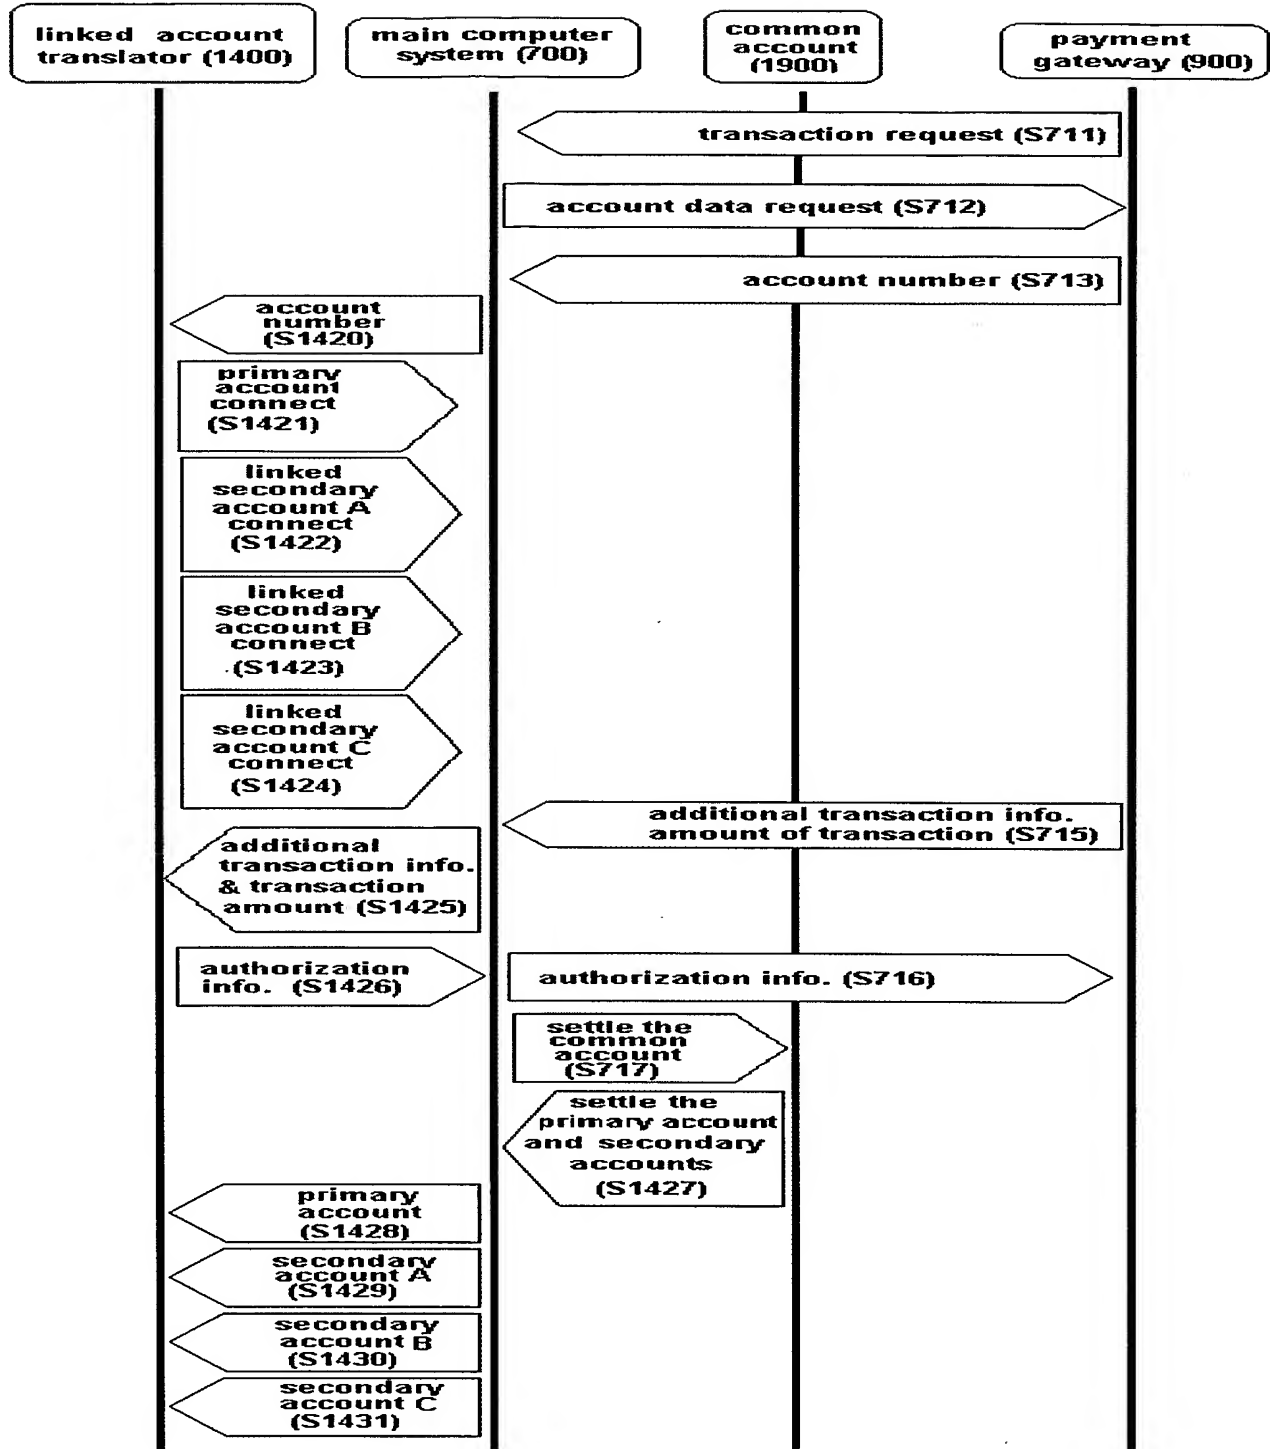 linked account
translator (1400)
main computer
system (700)
common
account
(1900)
payment
gateway (900)
transaction request (S711)
account data request (S712)
account number (S713)
account
number
(S1420)
primary
account
connect
(S1421)
linked
secondary
account A
connect
(S1422)
linked
secondary
account B
connect
(S1423)
linked
secondary
account C
connect
(S1424)
additional transaction info.
amount of transaction (S715)
additional
transaction info.
& transaction
amount (S1425)
authorization
info. (S1426)
authorization info. (S716)
settle the
common
account
(S717)
settle the
primary account
and secondary
accounts
(S1427)
primary
account
(S1428)
secondary
account A
(S1429)
secondary
account B
(S1430)
secondary
account C
(S1431)